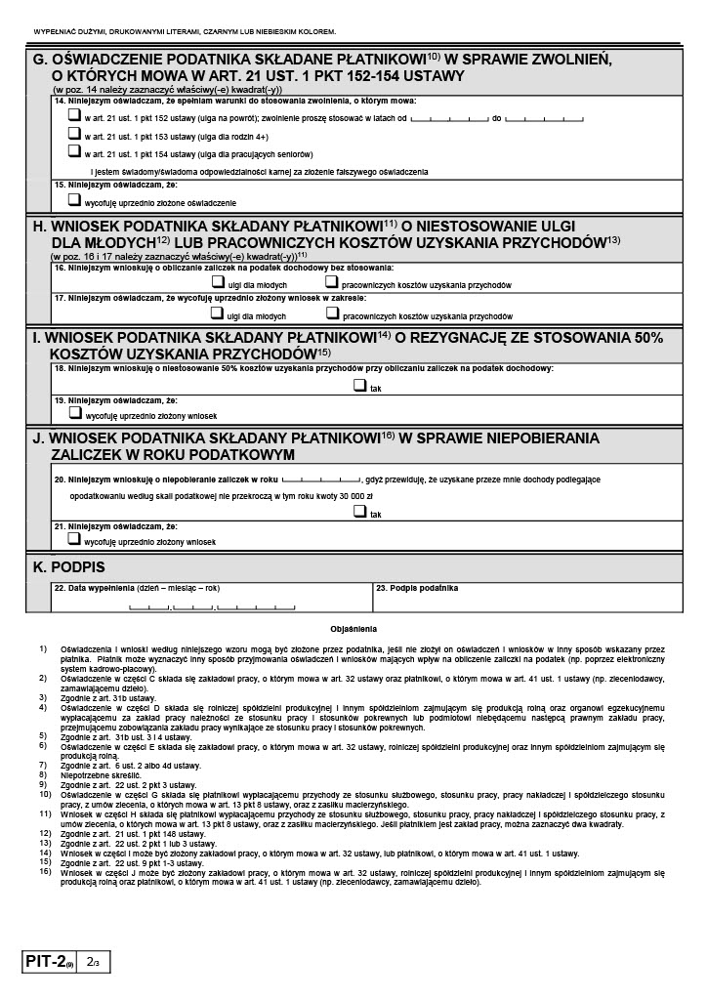 WYPEŁNIAĆ DUŻYMI, DRUKOWANYMI LITERAMI, CZARNYM LUB NIEBIESKIM KOLOREM.
G. OŚWIADCZENIE PODATNIKA SKŁADANE PŁATNIKOWI10) W SPRAWIE ZWOLNIEŃ,
O KTÓRYCH MOWA W ART. 21 UST. 1 PKT 152-154 USTAWY
(w poz. 14 należy zaznaczyć właściwy(-e) kwadrat(-y))
14. Niniejszym oświadczam, że spełniam warunki do stosowania zwolnienia, o którym mowa:
w art. 21 ust. 1 pkt 152 ustawy (ulga na powrót); zwolnienie proszę stosować w latach od do
w art. 21 ust. 1 pkt 153 ustawy (ulga dla rodzin 4+)
w art. 21 ust. 1 pkt 154 ustawy (ulga dla pracujących seniorów)
i jestem świadomy/świadoma odpowiedzialności karnej za złożenie fałszywego oświadczenia
15. Niniejszym oświadczam, że:
wycofuję uprzednio złożone oświadczenie
H. WNIOSEK PODATNIKA SKŁADANY PŁATNIKOWI11) O NIESTOSOWANIE ULGI
DLA MŁODYCH12) LUB PRACOWNICZYCH KOSZTÓW UZYSKANIA PRZYCHODÓW13)
(w poz. 16 i 17 należy zaznaczyć właściwy(-e) kwadrat(-y))11)
16. Niniejszym wnioskuję o obliczanie zaliczek na podatek dochodowy bez stosowania:
ulgi dla młodych pracowniczych kosztów uzyskania przychodów
17. Niniejszym oświadczam, że wycofuję uprzednio złożony wniosek w zakresie:
ulgi dla młodych pracowniczych kosztów uzyskania przychodów
I. WNIOSEK PODATNIKA SKŁADANY PŁATNIKOWI14) O REZYGNACJĘ ZE STOSOWANIA 50%
KOSZTÓW UZYSKANIA PRZYCHODÓW15)
18. Niniejszym wnioskuję o niestosowanie 50% kosztów uzyskania przychodów przy obliczaniu zaliczek na podatek dochodowy:
tak
19. Niniejszym oświadczam, że:
wycofuję uprzednio złożony wniosek
J. WNIOSEK PODATNIKA SKŁADANY PŁATNIKOWI16) W SPRAWIE NIEPOBIERANIA
ZALICZEK W ROKU PODATKOWYM
20. Niniejszym wnioskuję o niepobieranie zaliczek w roku , gdyż przewiduję, że uzyskane przeze mnie dochody podlegające
opodatkowaniu według skali podatkowej nie przekroczą w tym roku kwoty 30 000 zł
tak
21. Niniejszym oświadczam, że:
wycofuję uprzednio złożony wniosek
K. PODPIS
22. Data wypełnienia (dzień – miesiąc – rok) 23. Podpis podatnika
Objaśnienia
1) Oświadczenia i wnioski według niniejszego wzoru mogą być złożone przez podatnika, jeśli nie złożył on oświadczeń i wniosków w inny sposób wskazany przez
płatnika. Płatnik może wyznaczyć inny sposób przyjmowania oświadczeń i wniosków mających wpływ na obliczenie zaliczki na podatek (np. poprzez elektroniczny
system kadrowo-płacowy).
2) Oświadczenie w części C składa się zakładowi pracy, o którym mowa w art. 32 ustawy oraz płatnikowi, o którym mowa w art. 41 ust. 1 ustawy (np. zleceniodawcy,
zamawiającemu dzieło).
3) Zgodnie z art. 31b ustawy.
4) Oświadczenie w części D składa się rolniczej spółdzielni produkcyjnej i innym spółdzielniom zajmującym się produkcją rolną oraz organowi egzekucyjnemu
wypłacającemu za zakład pracy należności ze stosunku pracy i stosunków pokrewnych lub podmiotowi niebędącemu następcą prawnym zakładu pracy,
przejmującemu zobowiązania zakładu pracy wynikające ze stosunku pracy i stosunków pokrewnych.
5) Zgodnie z art. 31b ust. 3 i 4 ustawy.
6) Oświadczenie w części E składa się zakładowi pracy, o którym mowa w art. 32 ustawy, rolniczej spółdzielni produkcyjnej oraz innym spółdzielniom zajmującym się
produkcją rolną.
7) Zgodnie z art. 6 ust. 2 albo 4d ustawy.
8) Niepotrzebne skreślić.
9) Zgodnie z art. 22 ust. 2 pkt 3 ustawy.
10) Oświadczenie w części G składa się płatnikowi wypłacającemu przychody ze stosunku służbowego, stosunku pracy, pracy nakładczej i spółdzielczego stosunku
pracy, z umów zlecenia, o których mowa w art. 13 pkt 8 ustawy, oraz z zasiłku macierzyńskiego.
11) Wniosek w części H składa się płatnikowi wypłacającemu przychody ze stosunku służbowego, stosunku pracy, pracy nakładczej i spółdzielczego stosunku pracy, z
umów zlecenia, o których mowa w art. 13 pkt 8 ustawy, oraz z zasiłku macierzyńskiego. Jeśli płatnikiem jest zakład pracy, można zaznaczyć dwa kwadraty.
12) Zgodnie z art. 21 ust. 1 pkt 148 ustawy.
13) Zgodnie z art. 22 ust. 2 pkt 1 lub 3 ustawy.
14) Wniosek w części I może być złożony zakładowi pracy, o którym mowa w art. 32 ustawy, lub płatnikowi, o którym mowa w art. 41 ust. 1 ustawy.
15) Zgodnie z art. 22 ust. 9 pkt 1-3 ustawy.
16) Wniosek w części J może być złożony zakładowi pracy, o którym mowa w art. 32 ustawy, rolniczej spółdzielni produkcyjnej i innym spółdzielniom zajmującym się
produkcją rolną oraz płatnikowi, o którym mowa w art. 41 ust. 1 ustawy (np. zleceniodawcy, zamawiającemu dzieło).
PIT-2(9) 2/3